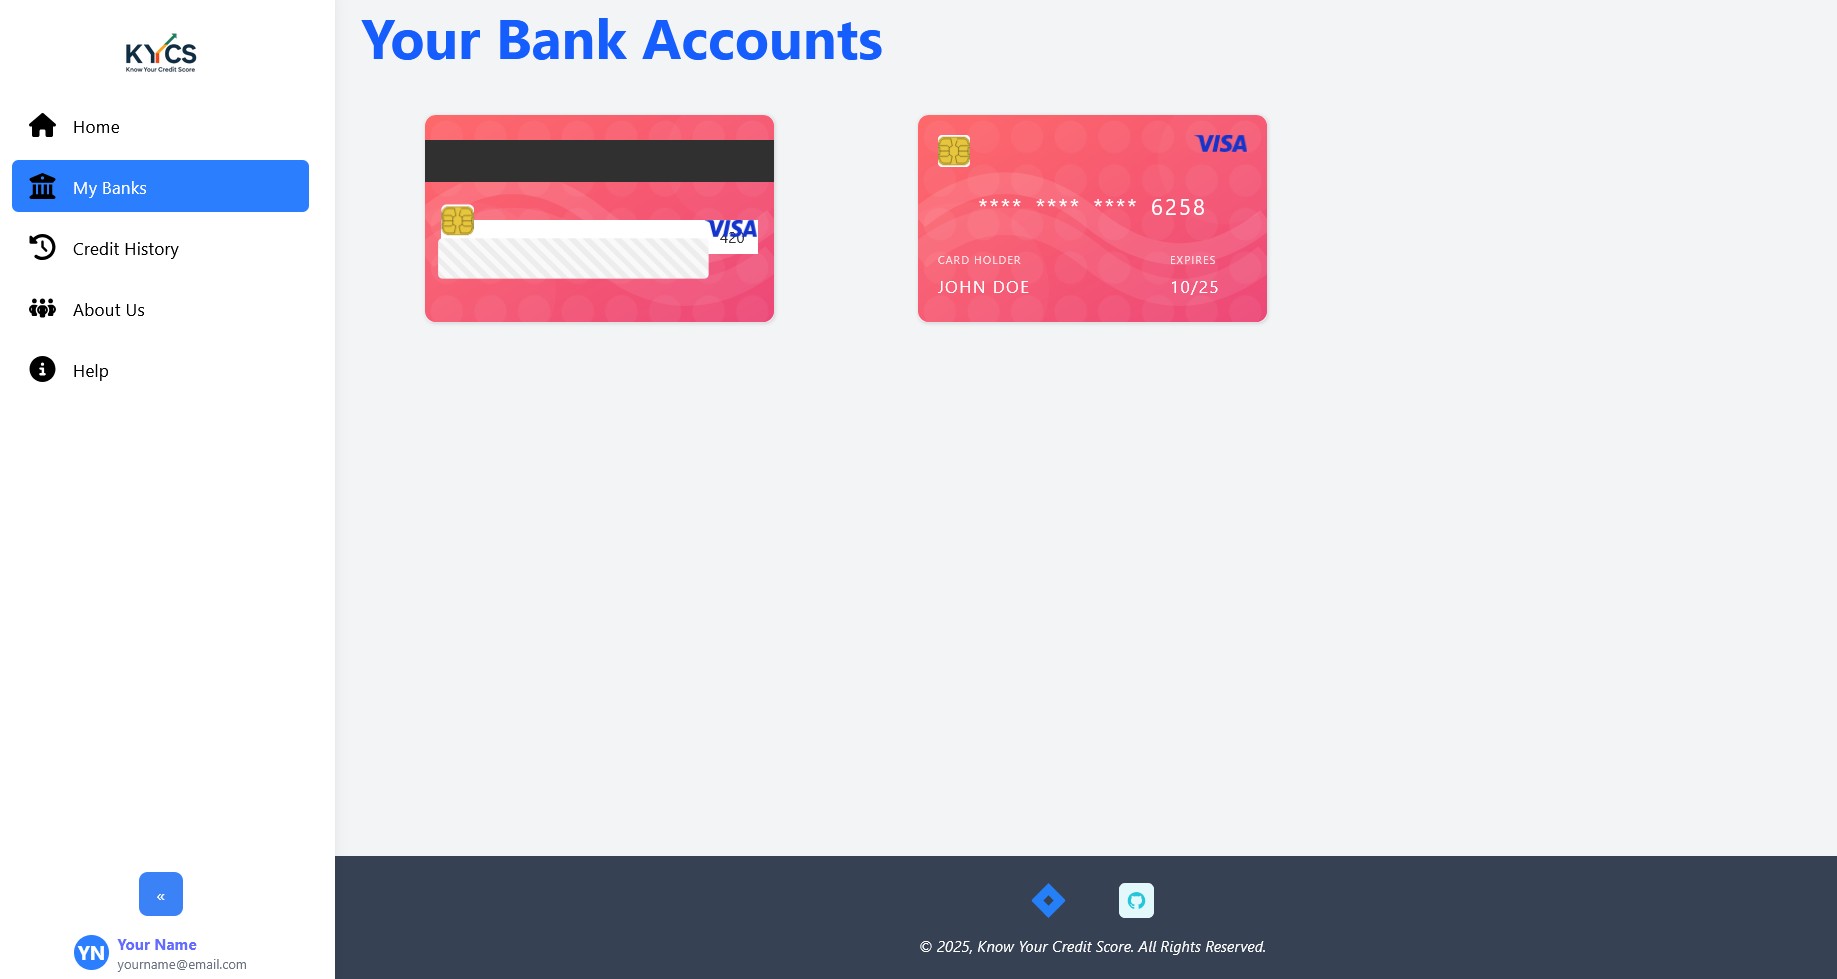 KYCS
Know Your Credit Score
Home
My Banks
Credit History
About Us
Help
«
YN
Your Name
yourname@email.com
Your Bank Accounts
VISA
420
VISA
**** **** **** 6258
CARD HOLDER
EXPIRES
JOHN DOE
10/25
© 2025, Know Your Credit Score. All Rights Reserved.